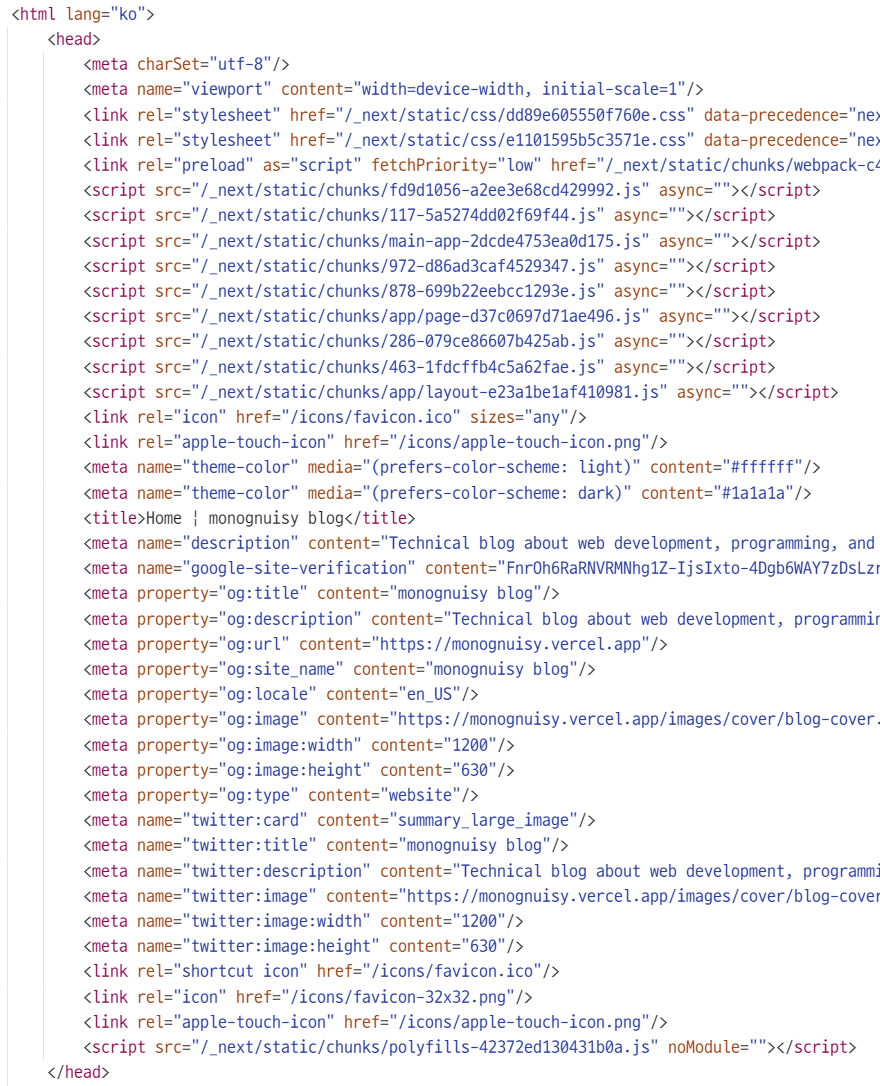 <html lang="ko">
<head>
<meta charSet="utf-8"/>
<meta name="viewport" content="width=device-width, initial-scale=1"/>
<link rel="stylesheet" href="/_next/static/css/dd89e605550f760e.css" data-precedence="nex
<link rel="stylesheet" href="/_next/static/css/e1101595b5c3571e.css" data-precedence="nex
<link rel="preload" as="script" fetchPriority="low" href="/_next/static/chunks/webpack-c4
<script src="/_next/static/chunks/fd9d1056-a2ee3e68cd429992.js" async=""></script>
<script src="/_next/static/chunks/117-5a5274dd02f69f44.js" async=""></script>
<script src="/_next/static/chunks/main-app-2dcde4753ea0d175.js" async=""></script>
<script src="/_next/static/chunks/972-d86ad3caf4529347.js" async=""></script>
<script src="/_next/static/chunks/878-699b22eebcc1293e.js" async=""></script>
<script src="/_next/static/chunks/app/page-d37c0697d71ae496.js" async=""></script>
<script src="/_next/static/chunks/286-079ce86607b425ab.js" async=""></script>
<script src="/_next/static/chunks/463-1fdcffb4c5a62fae.js" async=""></script>
<script src="/_next/static/chunks/app/layout-e23a1be1af410981.js" async=""></script>
<link rel="icon" href="/icons/favicon.ico" sizes="any"/>
<link rel="apple-touch-icon" href="/icons/apple-touch-icon.png"/>
<meta name="theme-color" media="(prefers-color-scheme: light)" content="#ffffff"/>
<meta name="theme-color" media="(prefers-color-scheme: dark)" content="#1a1a1a"/>
<title>Home ¦ monognuisy blog</title>
<meta name="description" content="Technical blog about web development, programming, and
<meta name="google-site-verification" content="FnrOh6RaRNVRMNhg1Z-IjsIxto-4Dgb6WAY7zDsLzr
<meta property="og:title" content="monognuisy blog"/>
<meta property="og:description" content="Technical blog about web development, programmin
<meta property="og:url" content="https://monognuisy.vercel.app"/>
<meta property="og:site_name" content="monognuisy blog"/>
<meta property="og:locale" content="en_US"/>
<meta property="og:image" content="https://monognuisy.vercel.app/images/cover/blog-cover.
<meta property="og:image:width" content="1200"/>
<meta property="og:image:height" content="630"/>
<meta property="og:type" content="website"/>
<meta name="twitter:card" content="summary_large_image"/>
<meta name="twitter:title" content="monognuisy blog"/>
<meta name="twitter:description" content="Technical blog about web development, programmi
<meta name="twitter:image" content="https://monognuisy.vercel.app/images/cover/blog-cover
<meta name="twitter:image:width" content="1200"/>
<meta name="twitter:image:height" content="630"/>
<link rel="shortcut icon" href="/icons/favicon.ico"/>
<link rel="icon" href="/icons/favicon-32x32.png"/>
<link rel="apple-touch-icon" href="/icons/apple-touch-icon.png"/>
<script src="/_next/static/chunks/polyfills-42372ed130431b0a.js" noModule=""></script>
</head>